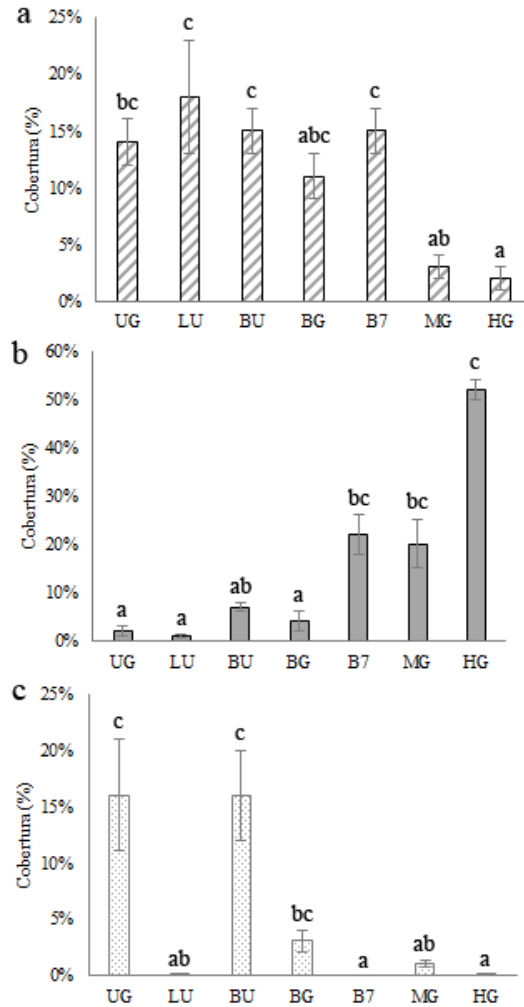 a
Cobertura (%)
25%
20%
15%
10%
5%
0%
bc
c
c
abc
c
ab
a
UG LU BU BG B7 MG HG
b
Cobertura (%)
60%
50%
40%
30%
20%
10%
0%
a
a
ab
a
bc
bc
c
UG LU BU BG B7 MG HG
c
Cobertura (%)
25%
20%
15%
10%
5%
0%
c
ab
c
bc
a
ab
a
UG LU BU BG B7 MG HG